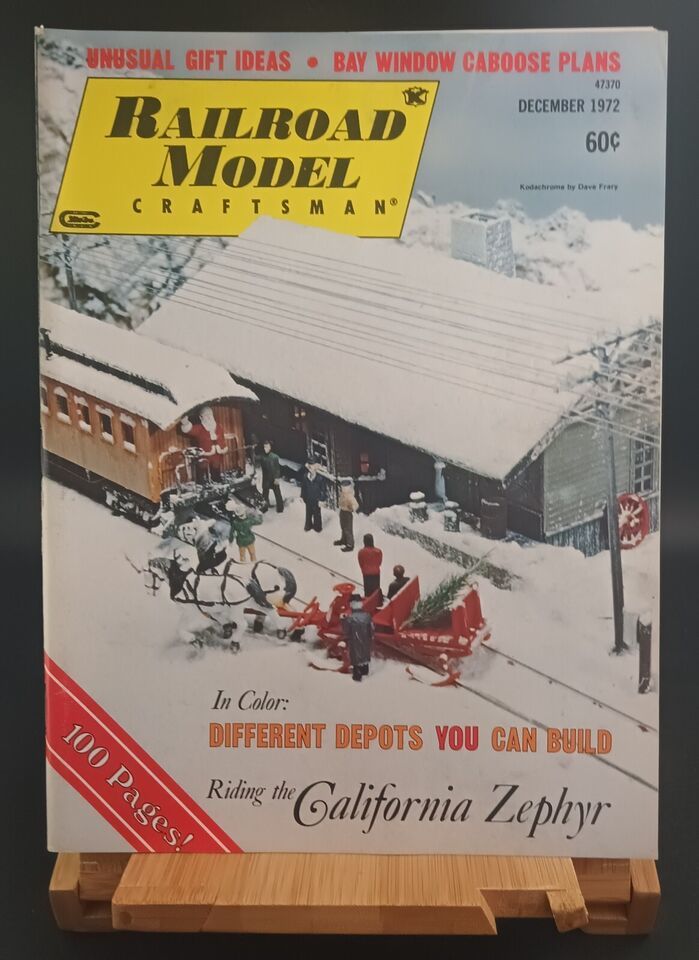 UNUSUAL GIFT IDEAS • BAY WINDOW CABOOSE PLANS
47370
DECEMBER 1972
60¢
Kodachrome by Dave Frary
K
RAILROAD
MODEL
CRAFTSMAN®
In Color:
DIFFERENT DEPOTS YOU CAN BUILD
Riding the California Zephyr
100 Pages!